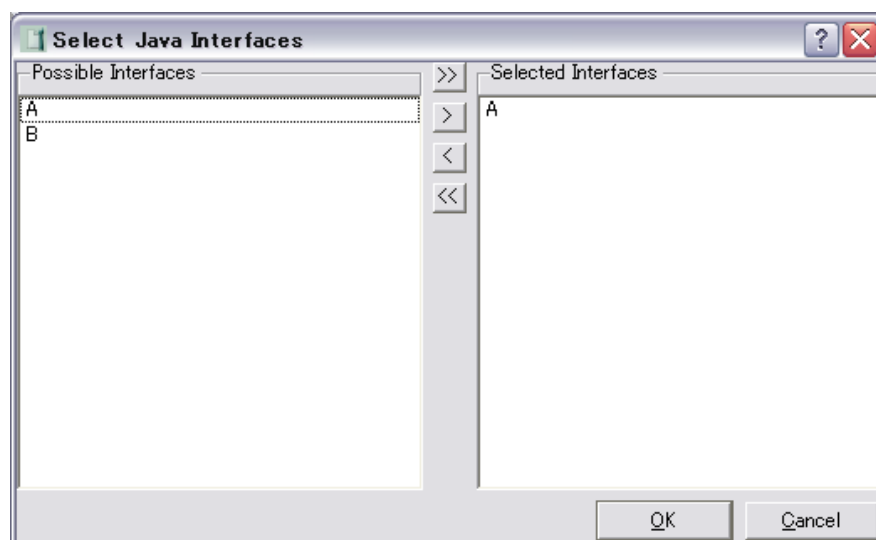 Select Java Interfaces
?
Possible Interfaces
A
B
>>
>
<
<<
Selected Interfaces
A
OK
Cancel